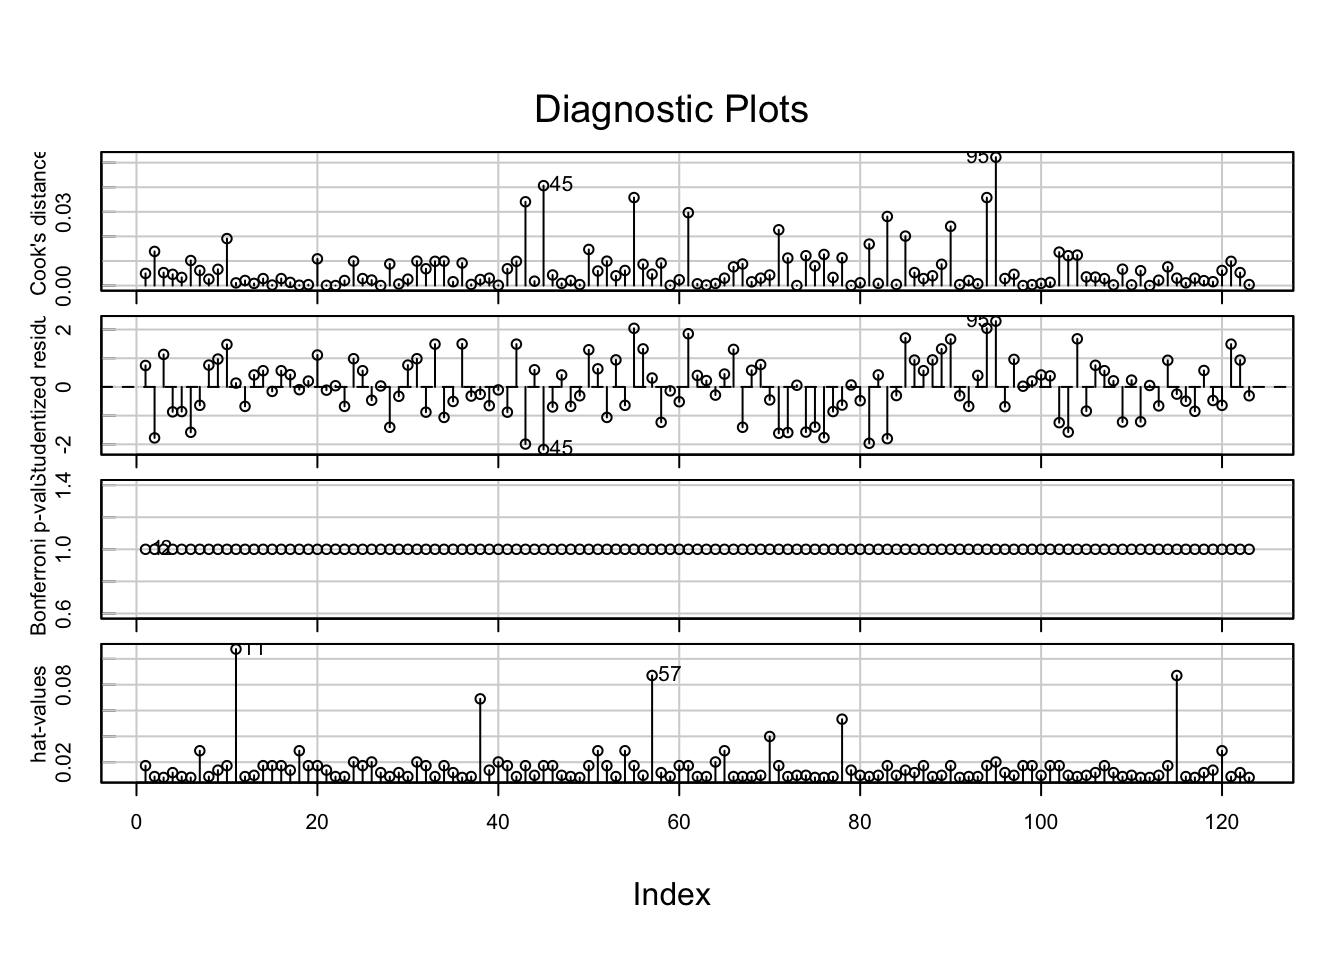 Diagnostic Plots
Cook's distance
0.00 0.03
45
95
Studentized residu
-2 0 2
95
45
Bonferroni p-valu
0.6 1.0 1.4
12
hat-values
0.02 0.08
11
57
0 20 40 60 80 100 120
Index